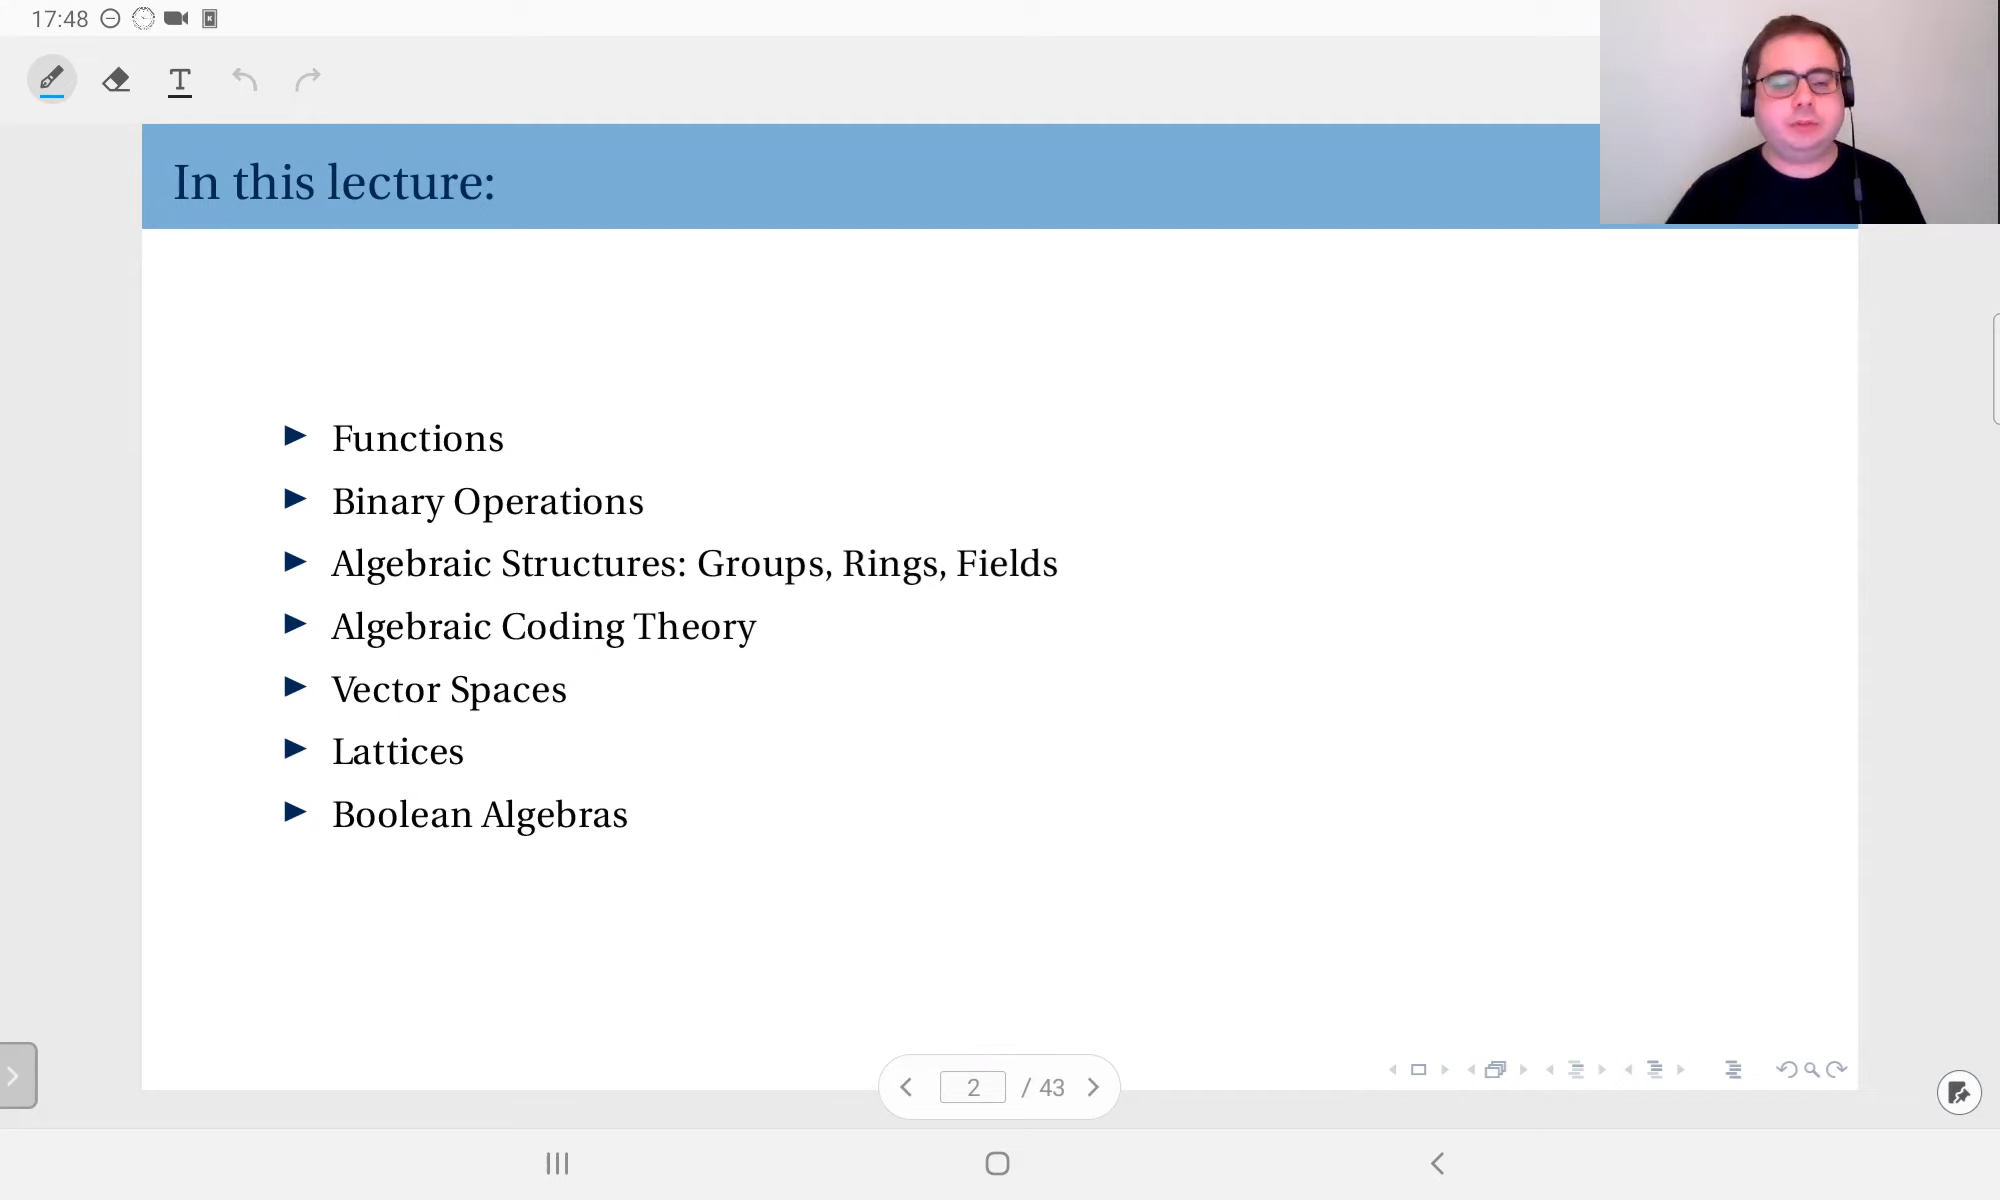 17:48
In this lecture:
Functions
Binary Operations
Algebraic Structures: Groups, Rings, Fields
Algebraic Coding Theory
Vector Spaces
Lattices
Boolean Algebras
2 / 43